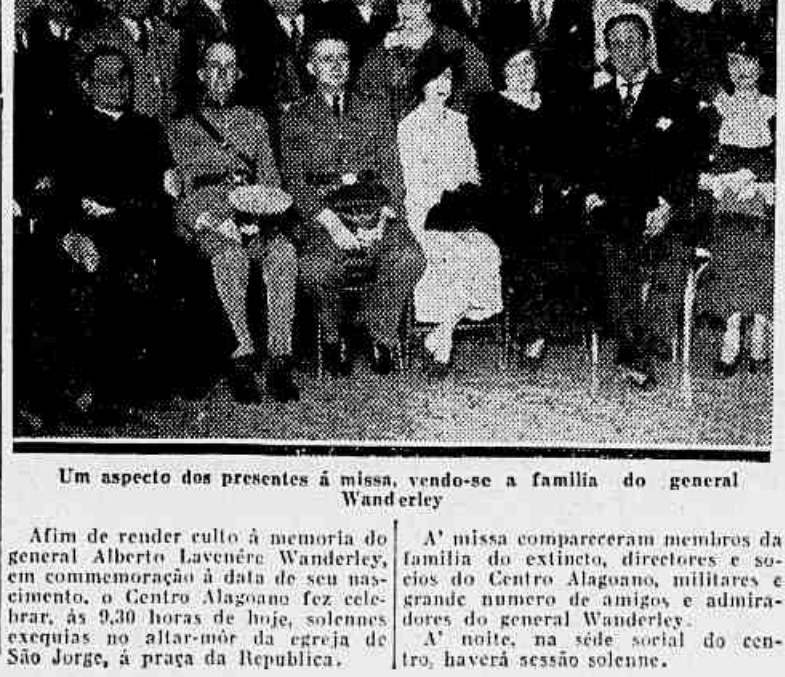 Um aspecto dos presentes á missa, vendo-se a familia do general
Wanderley
Afim de render culto á memoria do
general Alberto Lavenére Wanderley,
em commemoração á data de seu nas-
cimento, o Centro Alagoano fez cele-
brar, ás 9,30 horas de hoje, solennes
exequias no altar-mór da egreja de
São Jorge, á praça da Republica.
A' missa compareceram membros da
familia do extincto, directores e so-
cios do Centro Alagoano, militares e
grande numero de amigos e admira-
dores do general Wanderley.
A' noite, na séde social do cen-
tro, haverá sessão solenne.